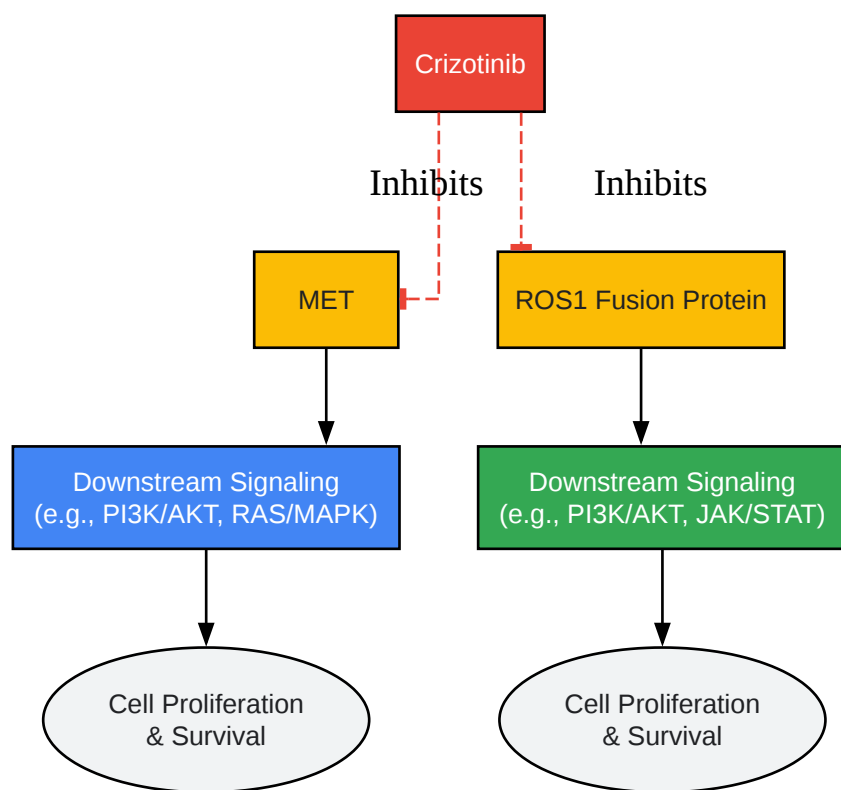 Crizotinib
Inhibits
Inhibits
MET
ROS1 Fusion Protein
Downstream Signaling
(e.g., PI3K/AKT, RAS/MAPK)
Downstream Signaling
(e.g., PI3K/AKT, JAK/STAT)
Cell Proliferation
& Survival
Cell Proliferation
& Survival